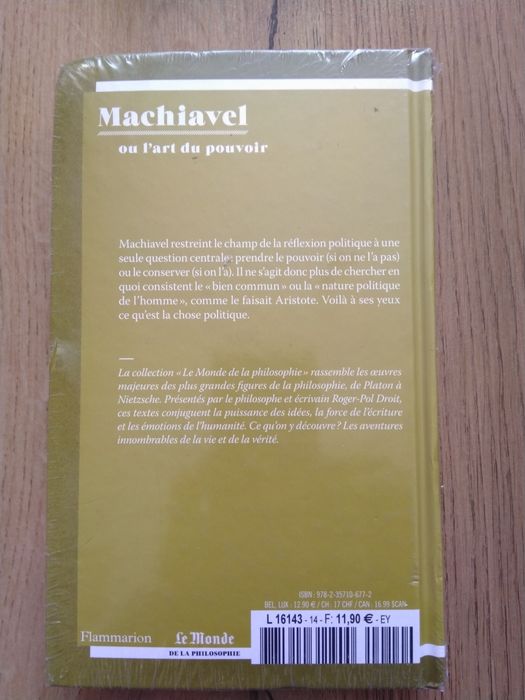 Machiavel
ou l'art du pouvoir
Machiavel restreint le champ de la réflexion politique à une
seule question centrale : prendre le pouvoir (si on ne l'a pas)
ou le conserver (si on l'a). Il ne s'agit donc plus de chercher en
quoi consistent le « bien commun » ou la « nature politique
de l'homme », comme le faisait Aristote. Voilà à ses yeux
ce qu'est la chose politique.
—
La collection « Le Monde de la philosophie » rassemble les œuvres
majeures des plus grandes figures de la philosophie, de Platon à
Nietzsche. Présentés par le philosophe et écrivain Roger-Pol Droit,
ces textes conjuguent la puissance des idées, la force de l'écriture
et les émotions de l'humanité. Ce qu'on y découvre ? Les aventures
innombrables de la vie et de la vérité.
ISBN : 978-2-35710-677-2
BEL, LUX : 12.90 € / CH : 17 CHF / CAN : 16.99 $CAN
L 16143 - 14 - F: 11,90 € - EY
Flammarion
Le Monde
DE LA PHILOSOPHIE